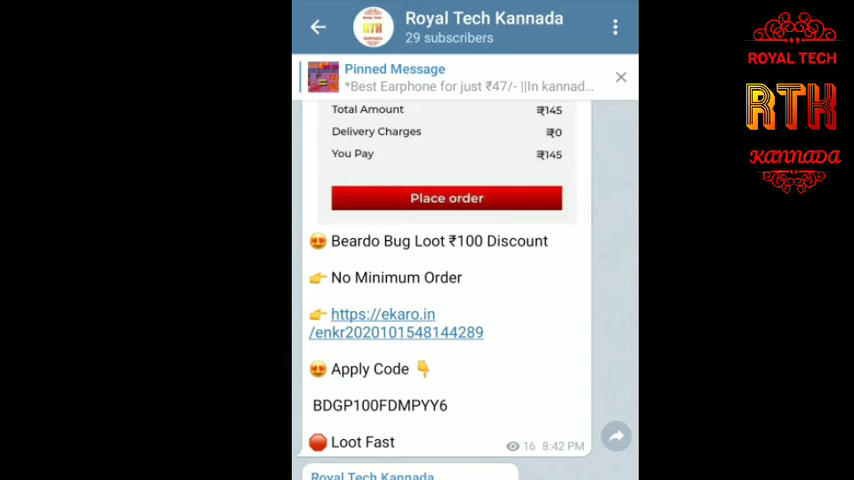 Royal Tech Kannada
29 subscribers
Pinned Message
*Best Earphone for just ₹47/- ||In kannad...
Total Amount ₹145
Delivery Charges ₹0
You Pay ₹145
Place order
😍 Beardo Bug Loot ₹100 Discount
👉 No Minimum Order
👉 https://ekaro.in
/enkr2020101548144289
😍 Apply Code 👇
BDGP100FDMPYY6
🛑 Loot Fast
16 8:42 PM
Royal Tech Kannada
ROYAL TECH
RTK
KANNADA